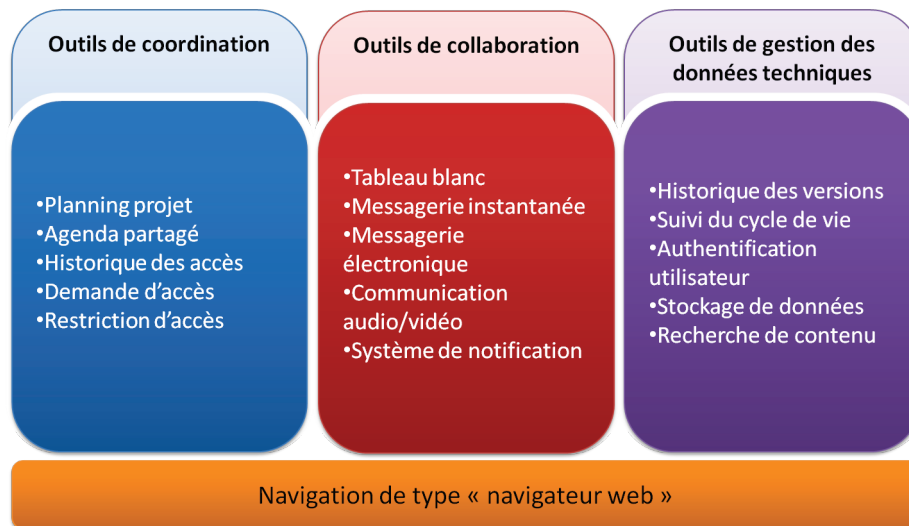 Outils de coordination
•Planning projet
•Agenda partagé
•Historique des accès
•Demande d’accès
•Restriction d’accès
Outils de collaboration
•Tableau blanc
•Messagerie instantanée
•Messagerie
électronique
•Communication
audio/vidéo
•Système de notification
Outils de gestion des
données techniques
•Historique des versions
•Suivi du cycle de vie
•Authentification
utilisateur
•Stockage de données
•Recherche de contenu
Navigation de type « navigateur web »